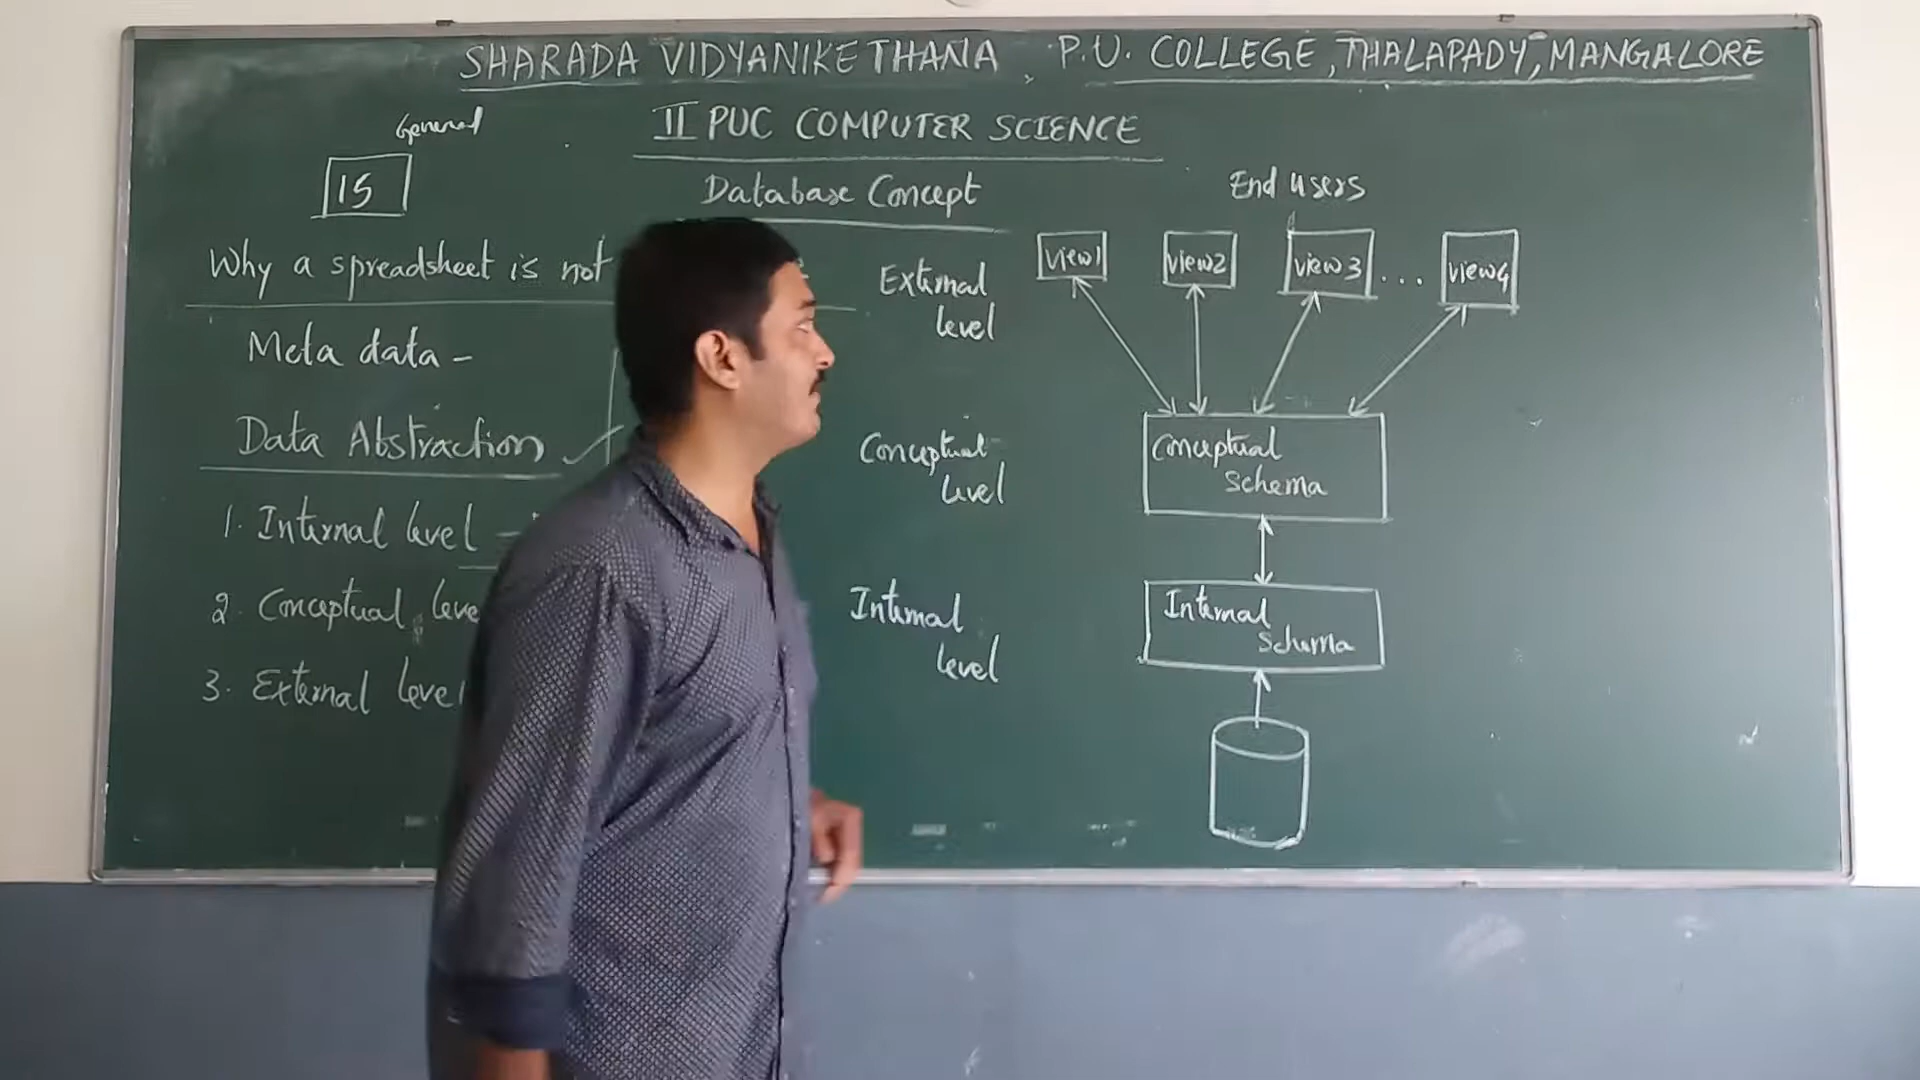 SHARADA VIDYANIKETHANA, P.U. COLLEGE, THALAPADY, MANGALORE
General
II PUC COMPUTER SCIENCE
15
Database Concept
End users
Why a spreadsheet is not
External
level
view1
view2
view3 ...
view4
Meta data -
Data Abstraction
Conceptual
level
Conceptual
Schema
1. Internal level -
2. Conceptual leve
Internal
level
Internal
Schema
3. External level